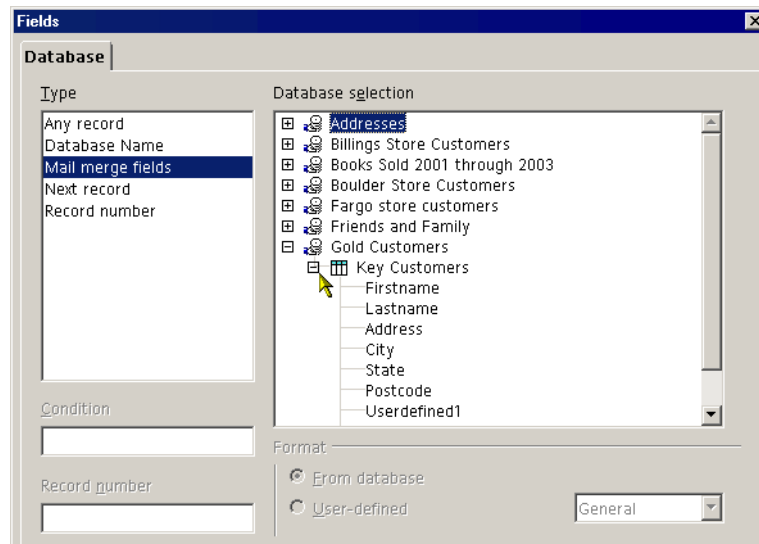 Fields
Database
Type
Any record
Database Name
Mail merge fields
Next record
Record number
Condition
Record number
Database selection
Addresses
Billings Store Customers
Books Sold 2001 through 2003
Boulder Store Customers
Fargo store customers
Friends and Family
Gold Customers
Key Customers
Firstname
Lastname
Address
City
State
Postcode
Userdefined1
Format
From database
User-defined
General